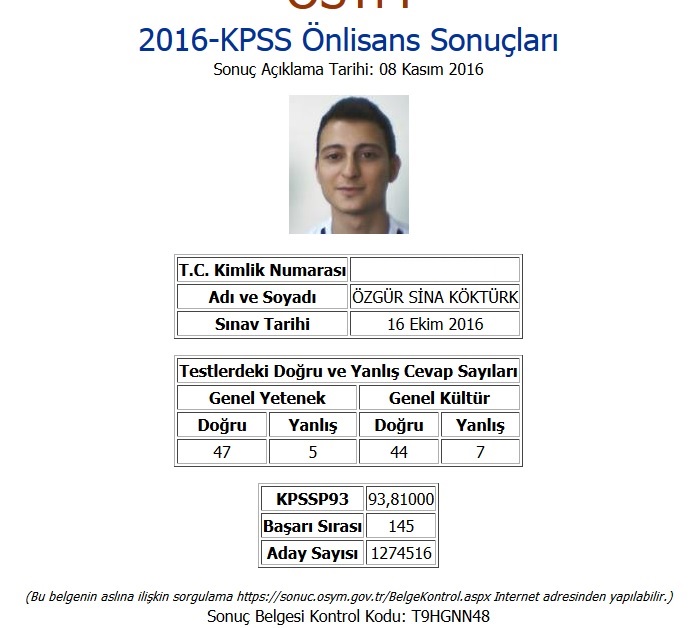 2016-KPSS Önlisans Sonuçları
Sonuç Açıklama Tarihi: 08 Kasım 2016
T.C. Kimlik Numarası
Adı ve Soyadı ÖZGÜR SİNA KÖKTÜRK
Sınav Tarihi 16 Ekim 2016
Testlerdeki Doğru ve Yanlış Cevap Sayıları
Genel Yetenek Genel Kültür
Doğru Yanlış Doğru Yanlış
47 5 44 7
KPSSP93 93,81000
Başarı Sırası 145
Aday Sayısı 1274516
(Bu belgenin aslına ilişkin sorgulama https://sonuc.osym.gov.tr/BelgeKontrol.aspx Internet adresinden yapılabilir.)
Sonuç Belgesi Kontrol Kodu: T9HGNN48